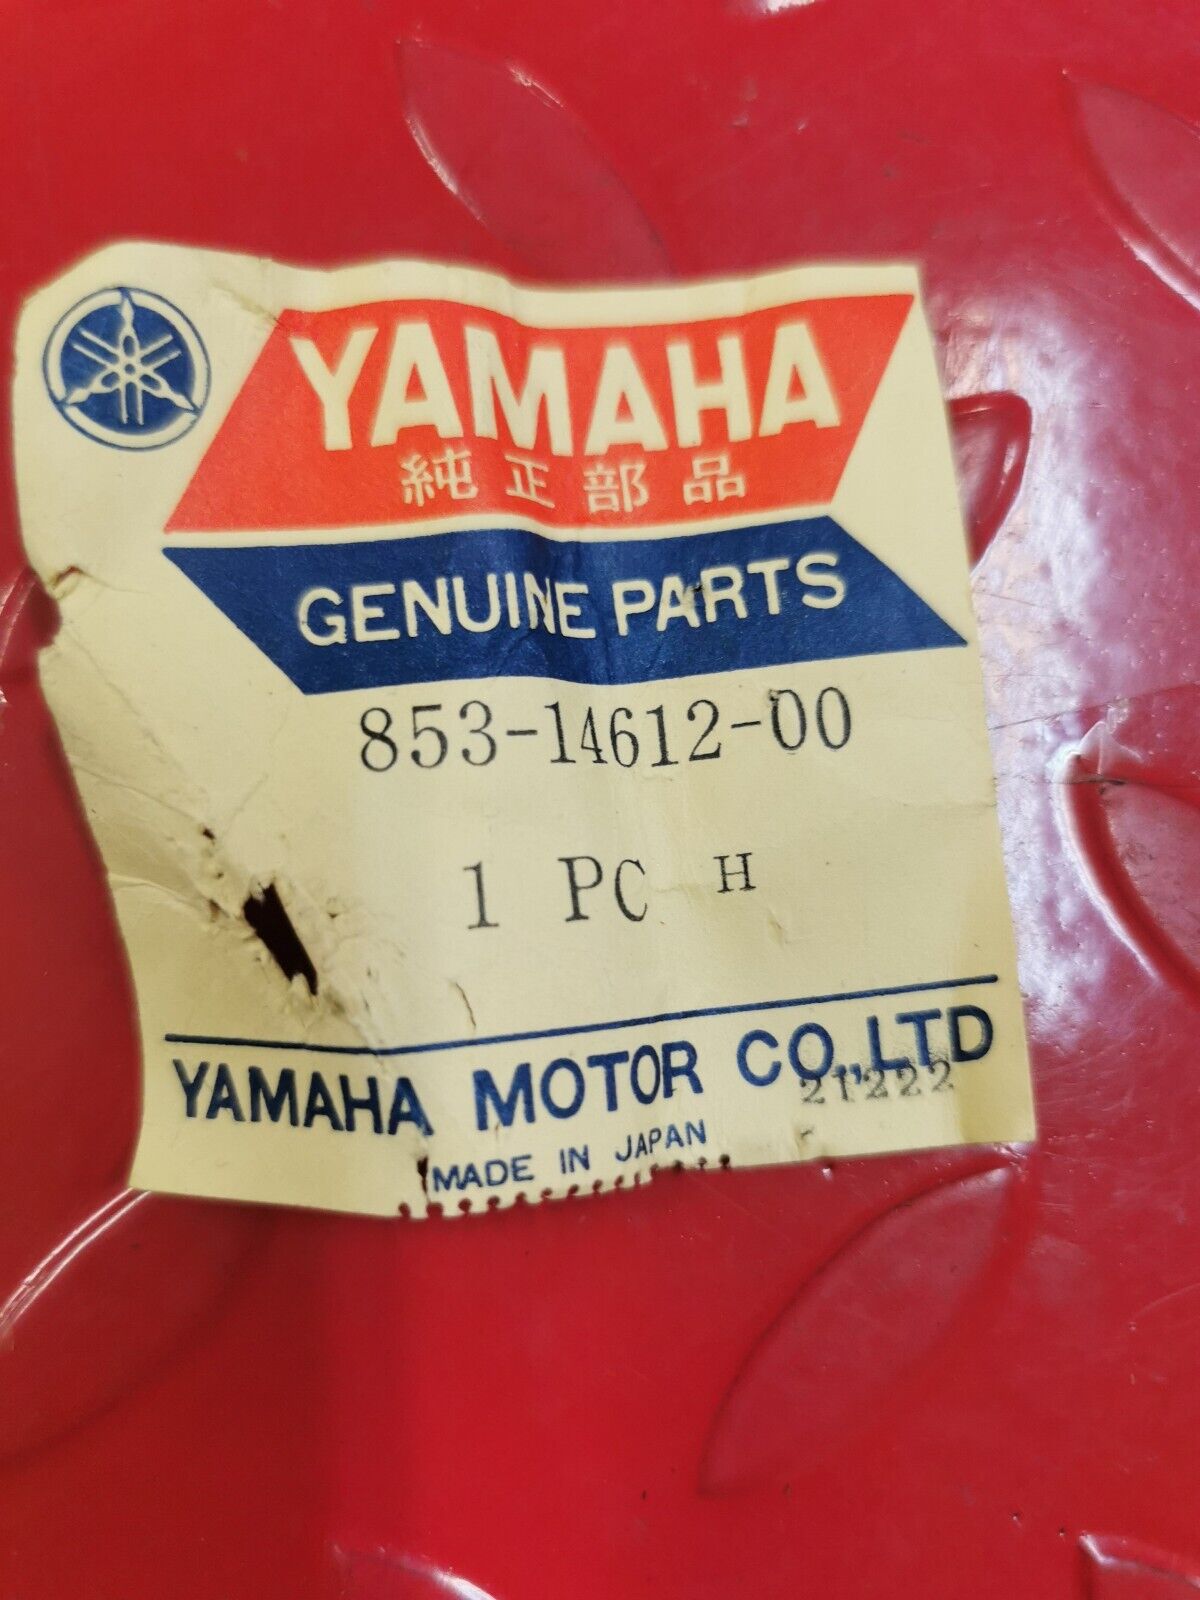 YAMAHA
純正部品
GENUINE PARTS
853-14612-00
1 PC H
YAMAHA MOTOR CO.,LTD
21222
MADE IN JAPAN